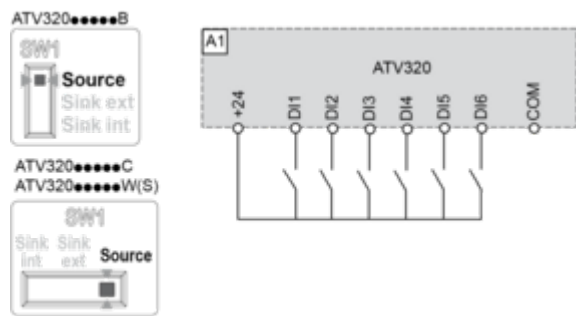 ATV320●●●●●B
SW1
Source
Sink ext
Sink int
ATV320●●●●●C
ATV320●●●●●W(S)
SW1
Sink int
Sink ext
Source
A1
ATV320
+24
DI1
DI2
DI3
DI4
DI5
DI6
COM